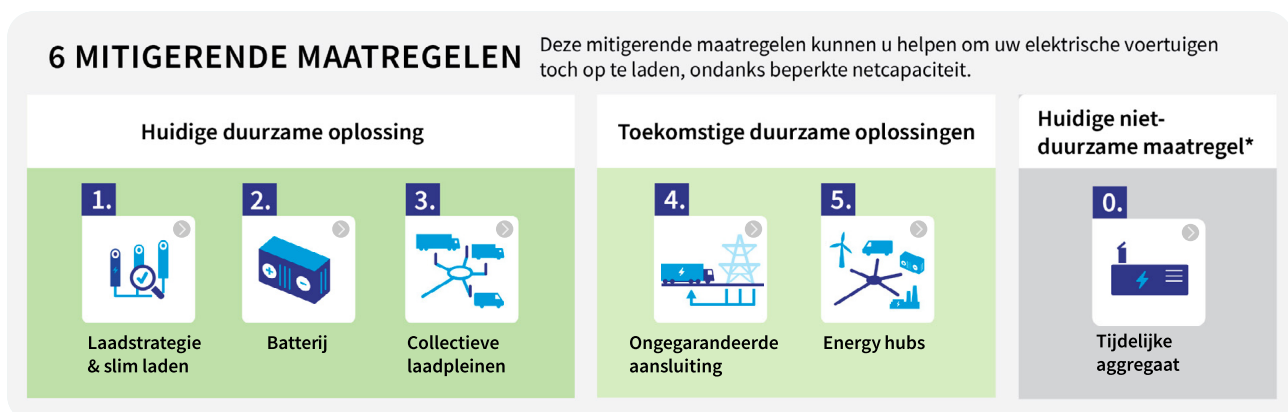 6 MITIGERENDE MAATREGELEN
Deze mitigerende maatregelen kunnen u helpen om uw elektrische voertuigen
toch op te laden, ondanks beperkte netcapaciteit.
Huidige duurzame oplossing
1.
Laadstrategie
& slim laden
2.
Batterij
3.
Collectieve
laadpleinen
Toekomstige duurzame oplossingen
4.
Ongegarandeerde
aansluiting
5.
Energy hubs
Huidige niet-
duurzame maatregel*
0.
Tijdelijke
aggregaat